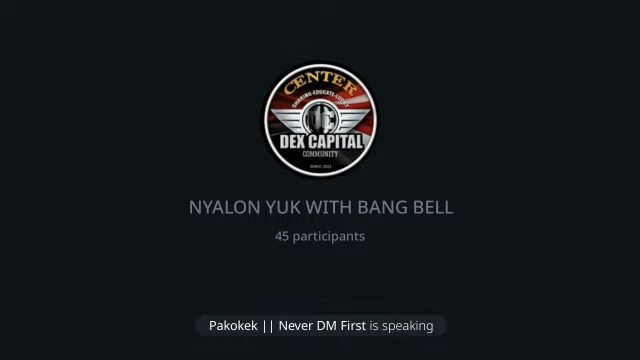 CENTER
SHARING-EDUCATE-LUCKY
DEX CAPITAL
COMMUNITY
SINCE 2021
NYALON YUK WITH BANG BELL
45 participants
Pakokek || Never DM First is speaking